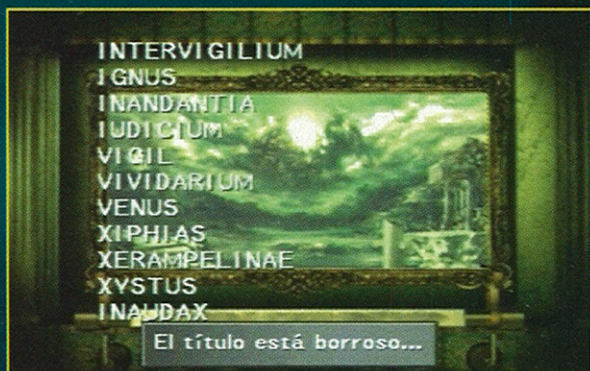 INTERVIGILIUM
IGNUS
INANDANTIA
IUDICIUM
VIGIL
VIVIDARIUM
VENUS
XIPHIAS
XERAMPELINAE
XYSTUS
INAUDAX
El título está borroso...